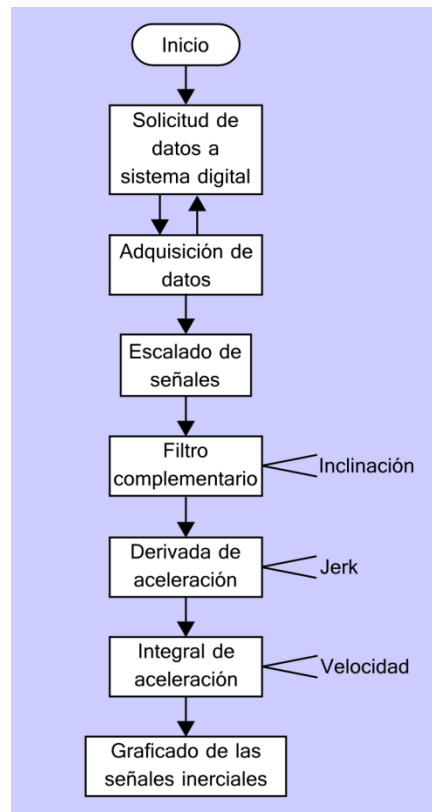 Inicio
Solicitud de
datos a
sistema digital
Adquisición de
datos
Escalado de
señales
Filtro
complementario
Inclinación
Derivada de
aceleración
Jerk
Integral de
aceleración
Velocidad
Graficado de las
señales inerciales